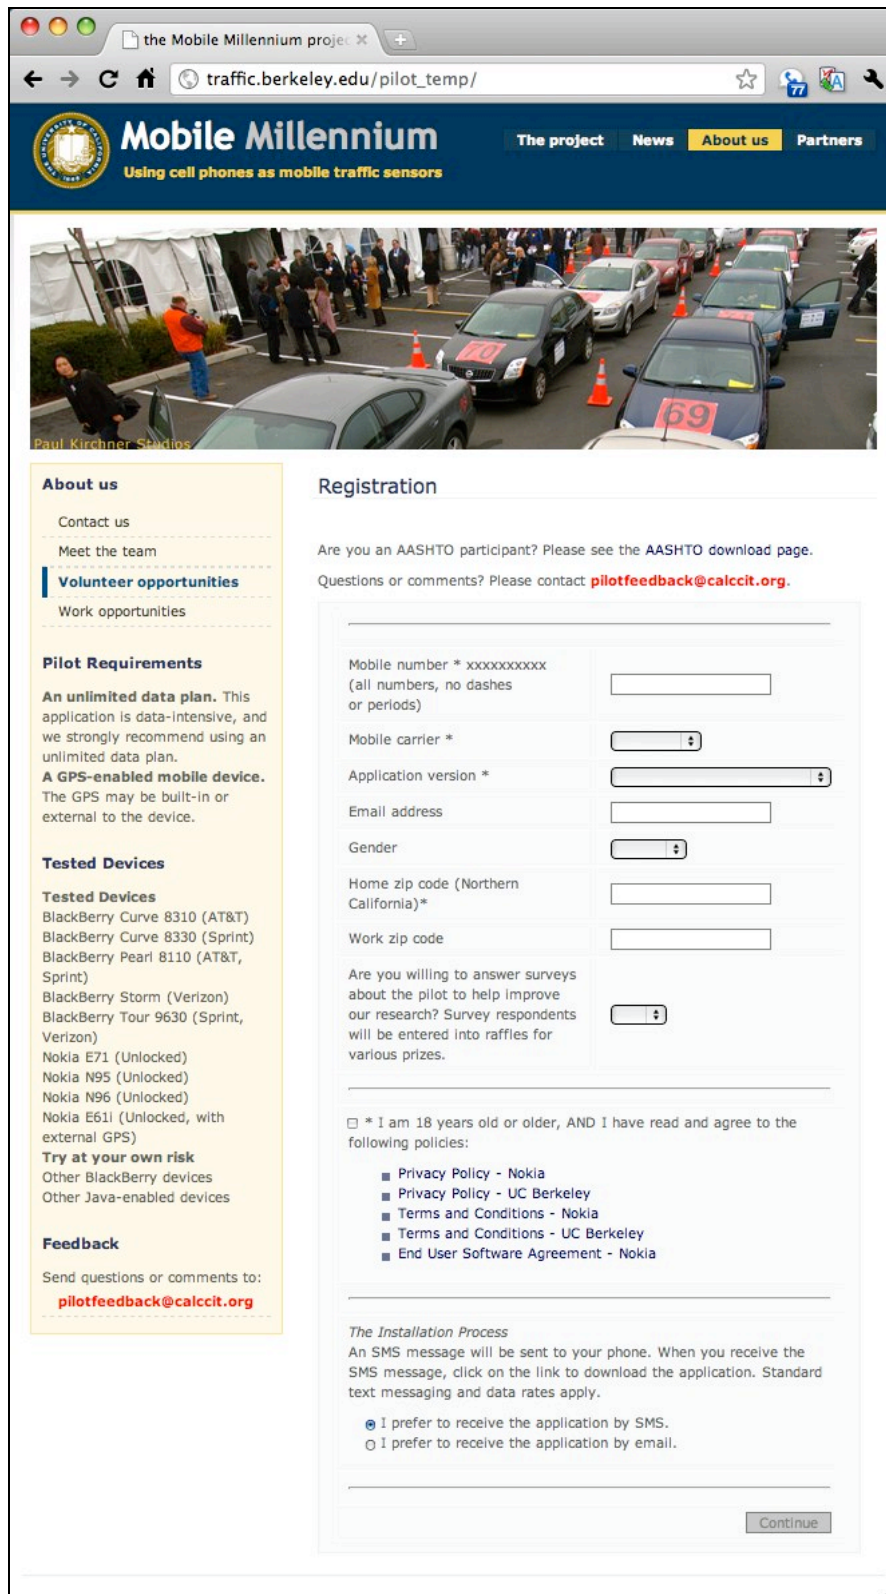 the Mobile Millennium projec
traffic.berkeley.edu/pilot_temp/
77
Mobile Millennium
Using cell phones as mobile traffic sensors
The project News About us Partners
70
69
Paul Kirchner Studios
About us
Contact us
Meet the team
Volunteer opportunities
Work opportunities
Pilot Requirements
An unlimited data plan. This
application is data-intensive, and
we strongly recommend using an
unlimited data plan.
A GPS-enabled mobile device.
The GPS may be built-in or
external to the device.
Tested Devices
Tested Devices
BlackBerry Curve 8310 (AT&T)
BlackBerry Curve 8330 (Sprint)
BlackBerry Pearl 8110 (AT&T,
Sprint)
BlackBerry Storm (Verizon)
BlackBerry Tour 9630 (Sprint,
Verizon)
Nokia E71 (Unlocked)
Nokia N95 (Unlocked)
Nokia N96 (Unlocked)
Nokia E61i (Unlocked, with
external GPS)
Try at your own risk
Other BlackBerry devices
Other Java-enabled devices
Feedback
Send questions or comments to:
pilotfeedback@calccit.org
Registration
Are you an AASHTO participant? Please see the AASHTO download page.
Questions or comments? Please contact pilotfeedback@calccit.org.
Mobile number * xxxxxxxxxx
(all numbers, no dashes
or periods)
Mobile carrier *
Application version *
Email address
Gender
Home zip code (Northern
California)*
Work zip code
Are you willing to answer surveys
about the pilot to help improve
our research? Survey respondents
will be entered into raffles for
various prizes.
* I am 18 years old or older, AND I have read and agree to the
following policies:
Privacy Policy - Nokia
Privacy Policy - UC Berkeley
Terms and Conditions - Nokia
Terms and Conditions - UC Berkeley
End User Software Agreement - Nokia
The Installation Process
An SMS message will be sent to your phone. When you receive the
SMS message, click on the link to download the application. Standard
text messaging and data rates apply.
I prefer to receive the application by SMS.
I prefer to receive the application by email.
Continue